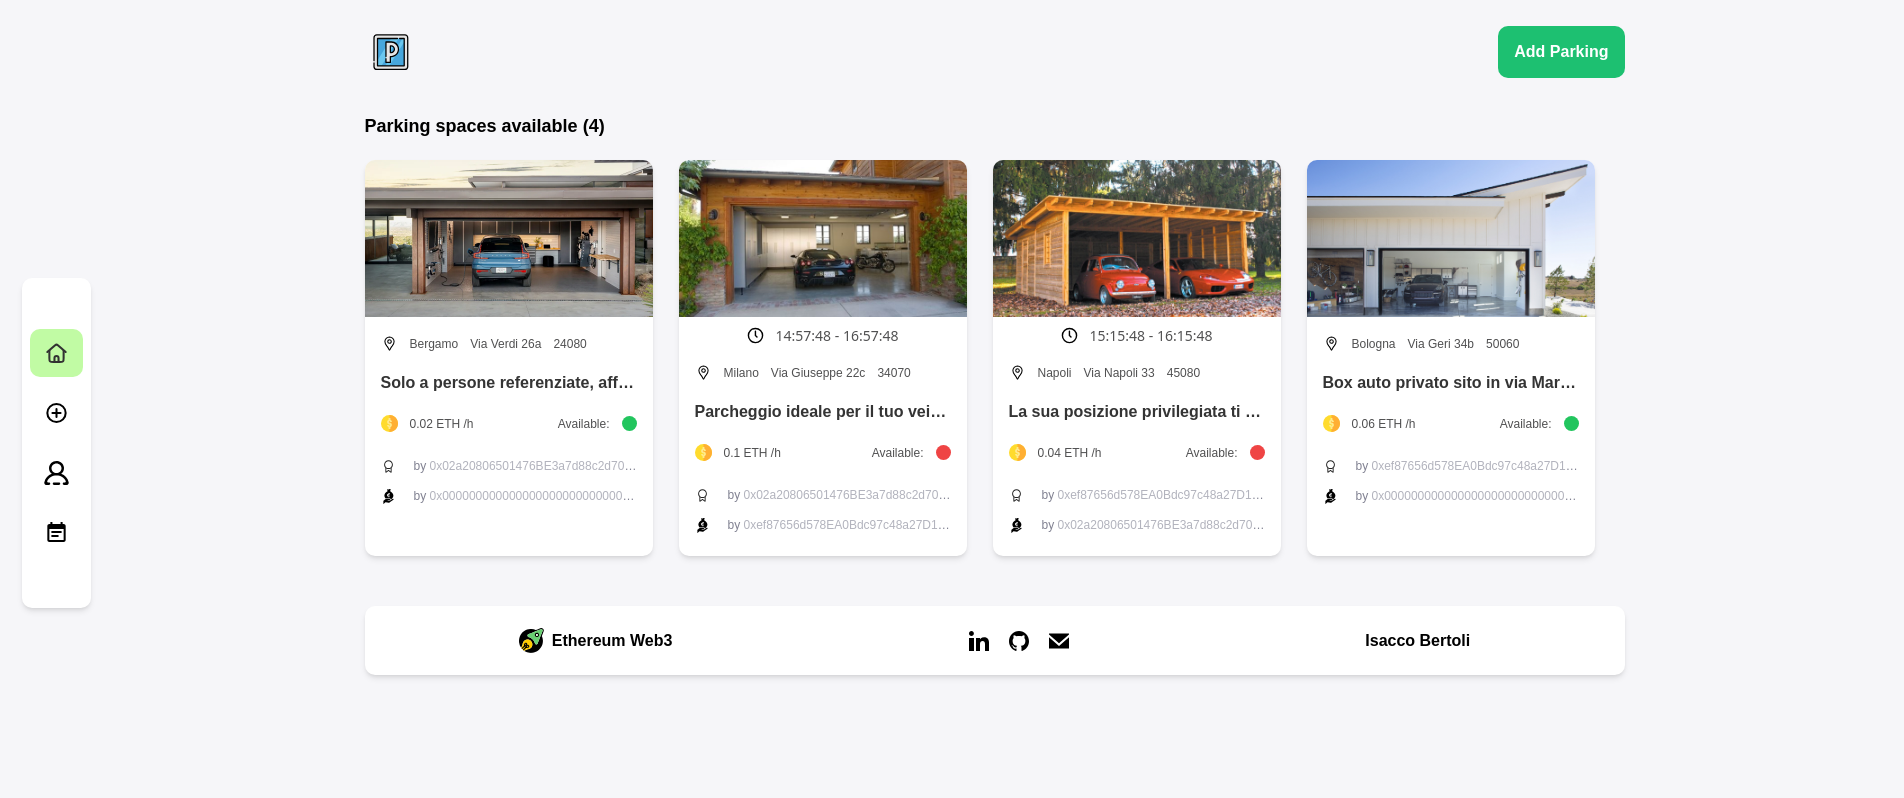 P
Add Parking
Parking spaces available (4)
Bergamo Via Verdi 26a 24080
Solo a persone referenziate, aff...
0.02 ETH /h Available:
by 0x02a20806501476BE3a7d88c2d70...
by 0x000000000000000000000000000...
14:57:48 - 16:57:48
Milano Via Giuseppe 22c 34070
Parcheggio ideale per il tuo vei...
0.1 ETH /h Available:
by 0x02a20806501476BE3a7d88c2d70...
by 0xef87656d578EA0Bdc97c48a27D1...
15:15:48 - 16:15:48
Napoli Via Napoli 33 45080
La sua posizione privilegiata ti ...
0.04 ETH /h Available:
by 0xef87656d578EA0Bdc97c48a27D1...
by 0x02a20806501476BE3a7d88c2d70...
Bologna Via Geri 34b 50060
Box auto privato sito in via Mar...
0.06 ETH /h Available:
by 0xef87656d578EA0Bdc97c48a27D1...
by 0x000000000000000000000000000...
Ethereum Web3
in
Isacco Bertoli